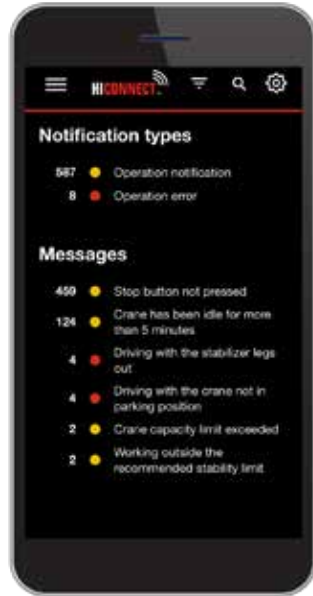 HICONNECT
Notification types
587 Operation notification
8 Operation error
Messages
459 Stop button not pressed
124 Crane has been idle for more
than 5 minutes
4 Driving with the stabilizer legs
out
4 Driving with the crane not in
parking position
2 Crane capacity limit exceeded
2 Working outside the
recommended stability limit